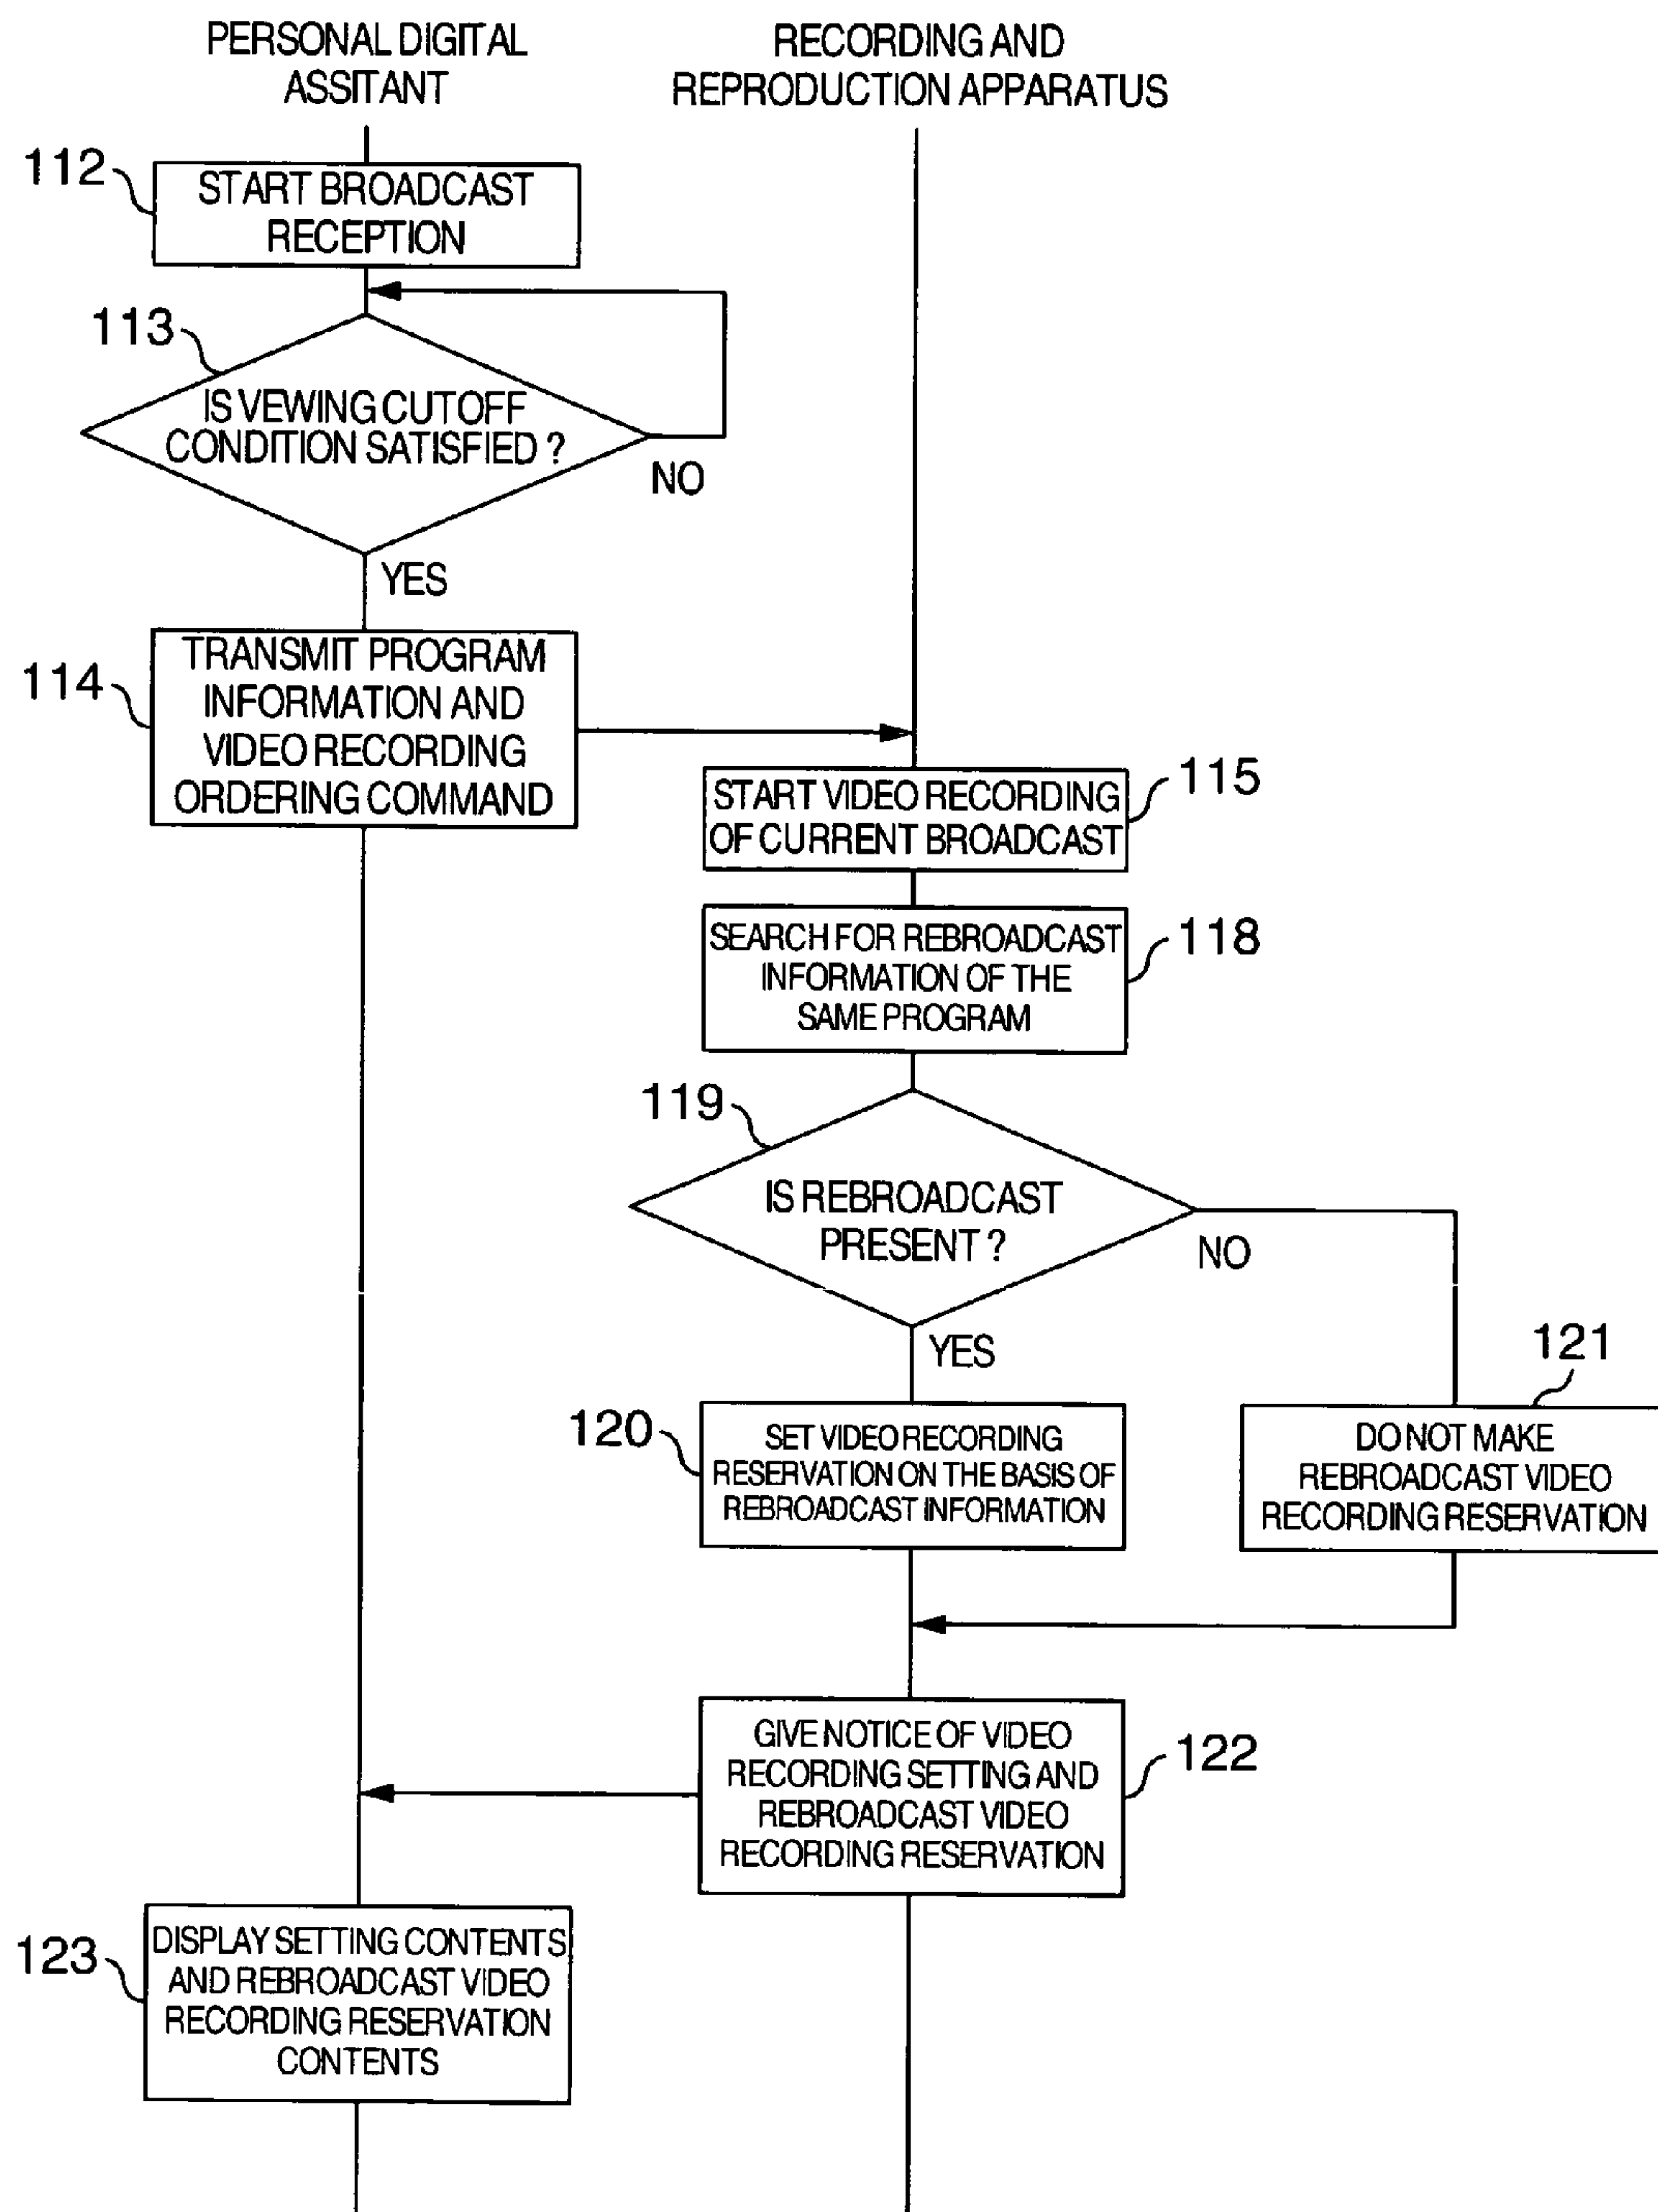 PERSONAL DIGITAL
ASSITANT
RECORDING AND
REPRODUCTION APPARATUS
112
START BROADCAST
RECEPTION
113
IS VEWING CUTOFF
CONDITION SATISFIED ?
NO
YES
114
TRANSMIT PROGRAM
INFORMATION AND
VIDEO RECORDING
ORDERING COMMAND
115
START VIDEO RECORDING
OF CURRENT BROADCAST
118
SEARCH FOR REBROADCAST
INFORMATION OF THE
SAME PROGRAM
119
IS REBROADCAST
PRESENT ?
NO
YES
120
SET VIDEO RECORDING
RESERVATION ON THE BASIS OF
REBROADCAST INFORMATION
121
DO NOT MAKE
REBROADCAST VIDEO
RECORDING RESERVATION
122
GIVE NOTICE OF VIDEO
RECORDING SETTING AND
REBROADCAST VIDEO
RECORDING RESERVATION
123
DISPLAY SETTING CONTENTS
AND REBROADCAST VIDEO
RECORDING RESERVATION
CONTENTS